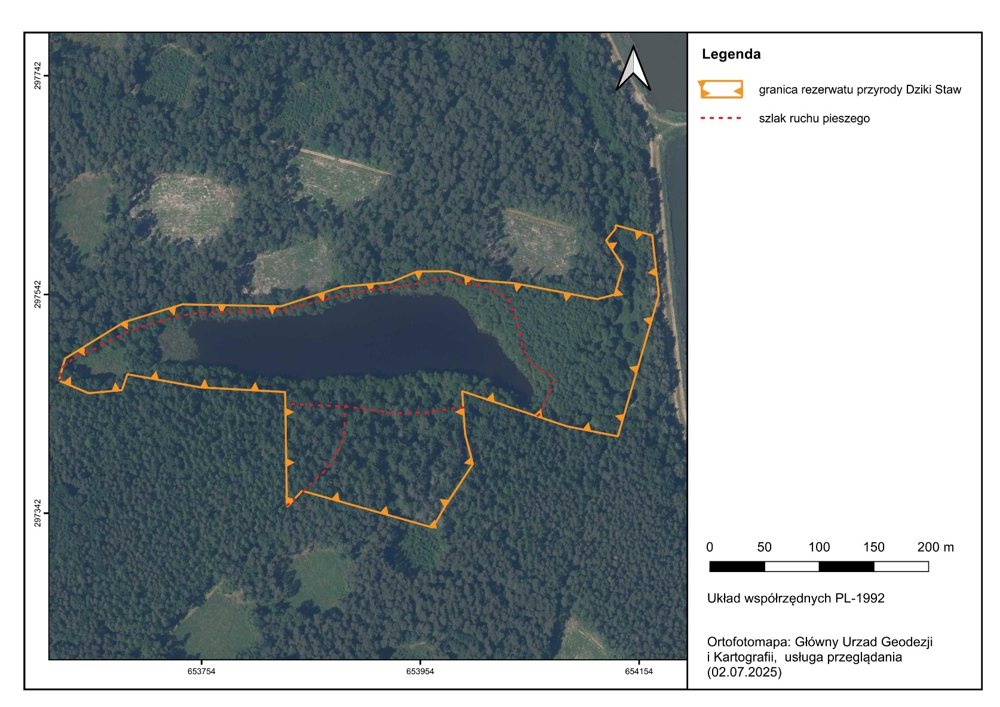 Legenda
granica rezerwatu przyrody Dziki Staw
szlak ruchu pieszego
297742
297542
297342
653754
653954
654154
0 50 100 150 200 m
Układ współrzędnych PL-1992
Ortofotomapa: Główny Urzad Geodezji
i Kartografii, usługa przeglądania
(02.07.2025)